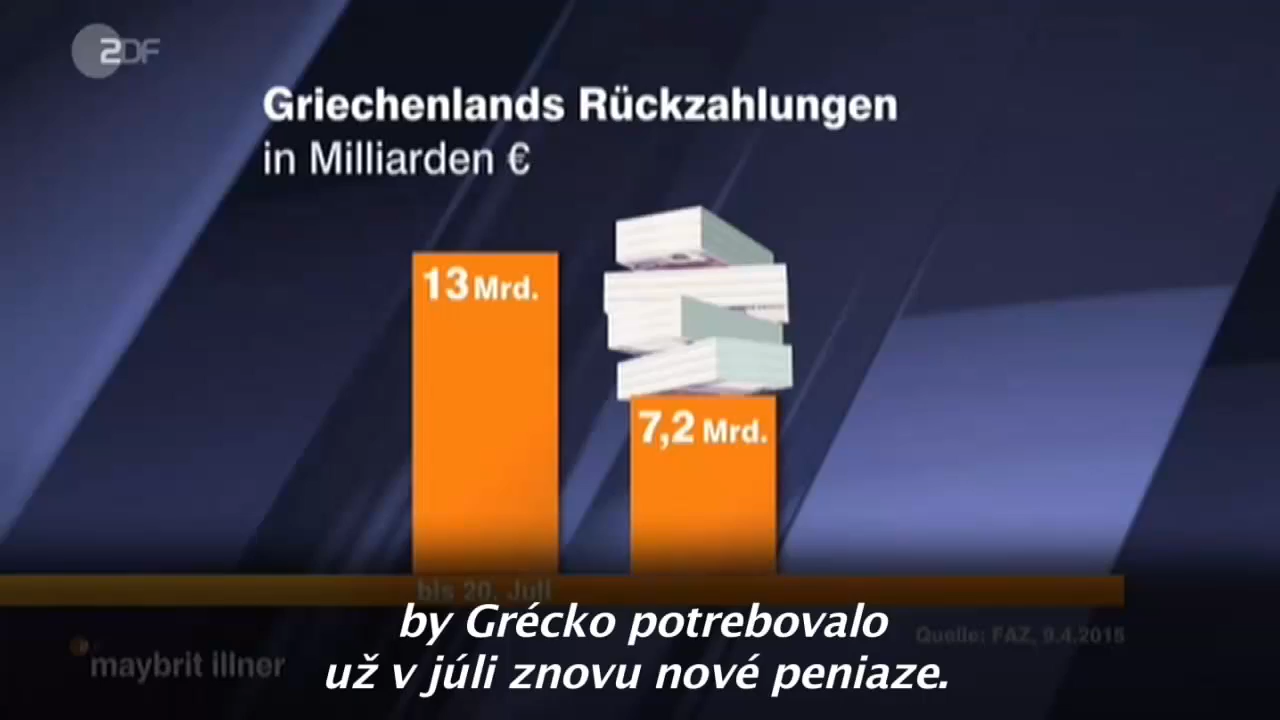 ZDF
Griechenlands Rückzahlungen
in Milliarden €
13 Mrd.
7,2 Mrd.
bis 20. Juli
by Grécko potrebovalo
Quelle: FAZ, 9.4.2015
už v júli znovu nové peniaze.
maybrit illner